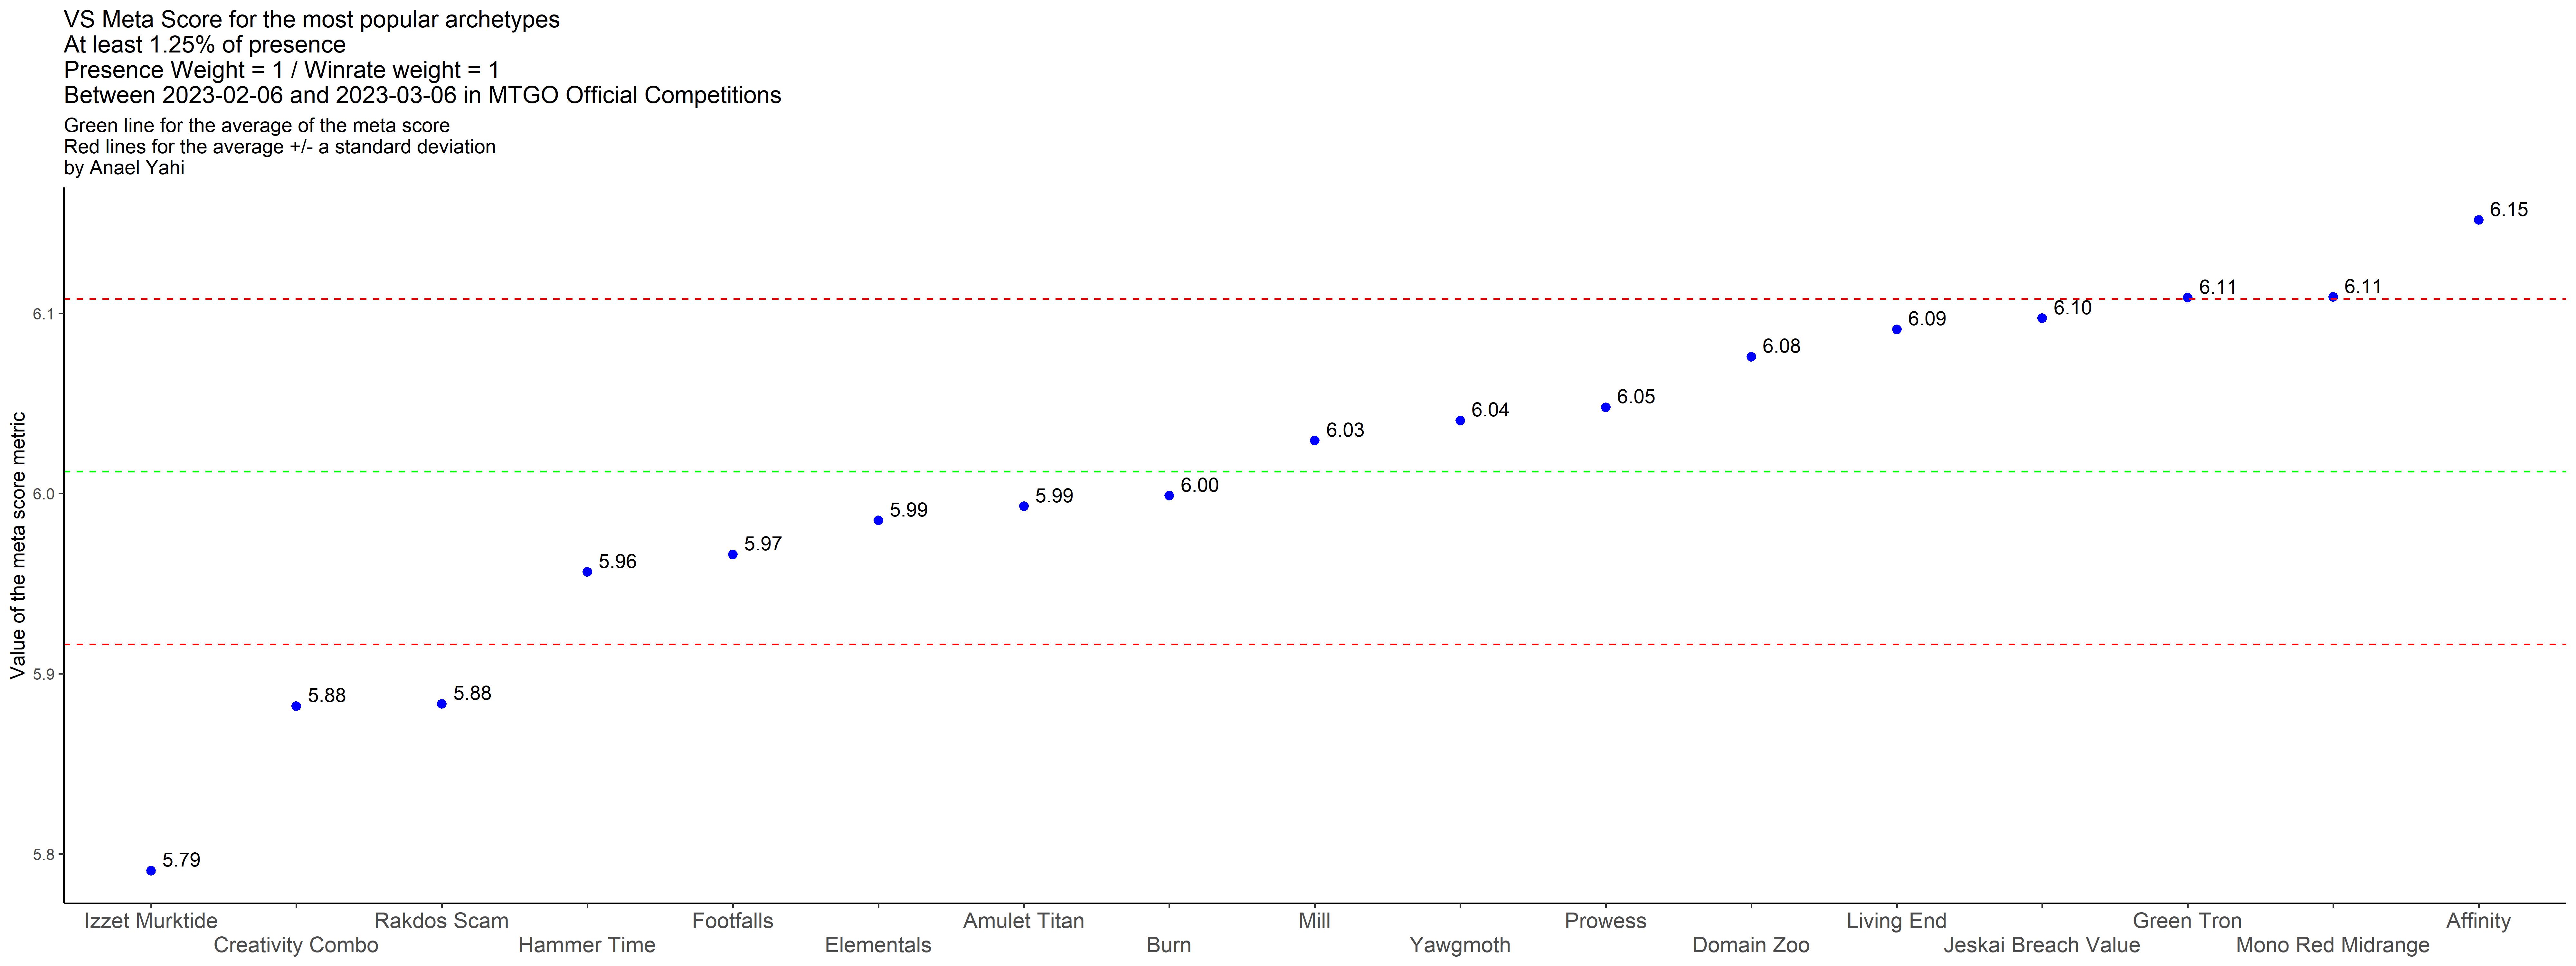 VS Meta Score for the most popular archetypes
At least 1.25% of presence
Presence Weight = 1 / Winrate weight = 1
Between 2023-02-06 and 2023-03-06 in MTGO Official Competitions
Green line for the average of the meta score
Red lines for the average +/- a standard deviation
by Anael Yahi
Value of the meta score metric
6.1
6.0
5.9
5.8
5.79
5.88
5.88
5.96
5.97
5.99
5.99
6.00
6.03
6.04
6.05
6.08
6.09
6.10
6.11
6.11
6.15
Izzet Murktide
Creativity Combo
Rakdos Scam
Hammer Time
Footfalls
Elementals
Amulet Titan
Burn
Mill
Yawgmoth
Prowess
Domain Zoo
Living End
Jeskai Breach Value
Green Tron
Mono Red Midrange
Affinity